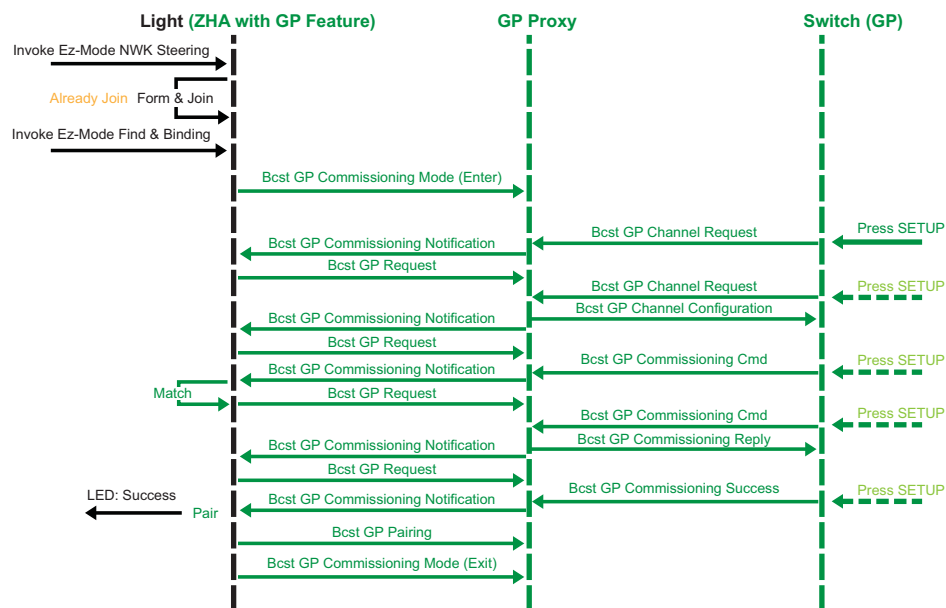 Light (ZHA with GP Feature) GP Proxy Switch (GP)
Invoke Ez-Mode NWK Steering
Already Join Form & Join
Invoke Ez-Mode Find & Binding
Bcst GP Commissioning Mode (Enter)
Bcst GP Channel Request Press SETUP
Bcst GP Commissioning Notification
Bcst GP Request
Bcst GP Channel Request Press SETUP
Bcst GP Channel Configuration
Bcst GP Commissioning Notification
Bcst GP Request
Bcst GP Commissioning Cmd Press SETUP
Bcst GP Commissioning Notification
Match Bcst GP Request
Bcst GP Commissioning Cmd Press SETUP
Bcst GP Commissioning Reply
Bcst GP Commissioning Notification
Bcst GP Request
Bcst GP Commissioning Success Press SETUP
LED: Success Bcst GP Commissioning Notification
Pair
Bcst GP Pairing
Bcst GP Commissioning Mode (Exit)